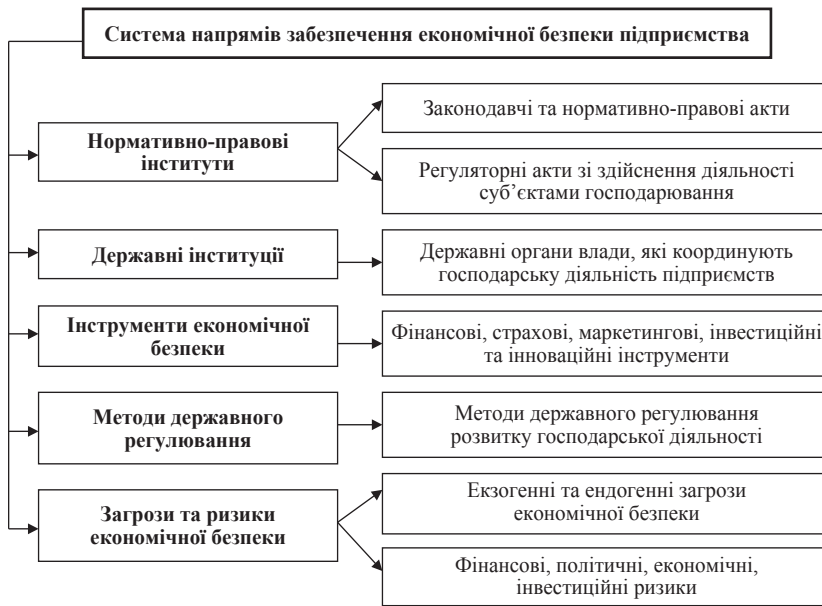 Система напрямів забезпечення економічної безпеки підприємства
Нормативно-правові
інститути
Законодавчі та нормативно-правові акти
Регуляторні акти зі здійснення діяльності
суб’єктами господарювання
Державні інституції
Державні органи влади, які координують
господарську діяльність підприємств
Інструменти економічної
безпеки
Фінансові, страхові, маркетингові, інвестиційні
та інноваційні інструменти
Методи державного
регулювання
Методи державного регулювання
розвитку господарської діяльності
Загрози та ризики
економічної безпеки
Екзогенні та ендогенні загрози
економічної безпеки
Фінансові, політичні, економічні,
інвестиційні ризики